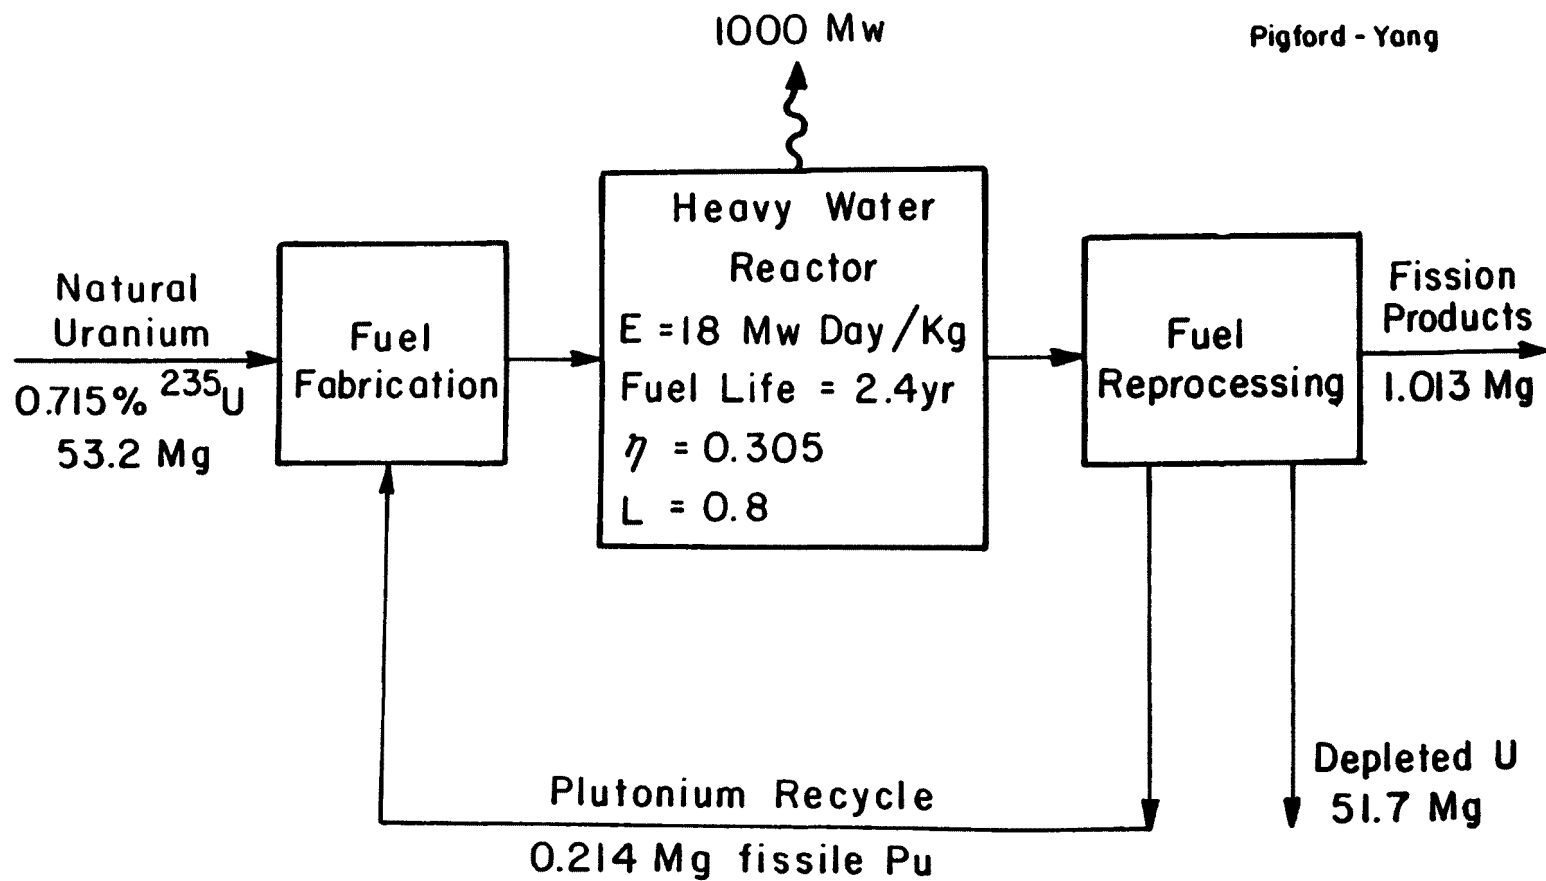 1000 Mw
Pigford - Yang
Natural
Uranium
0.715% ²³⁵U
53.2 Mg
Fuel
Fabrication
Heavy Water
Reactor
E = 18 Mw Day/Kg
Fuel Life = 2.4yr
η = 0.305
L = 0.8
Fuel
Reprocessing
Fission
Products
1.013 Mg
Plutonium Recycle
0.214 Mg fissile Pu
Depleted U
51.7 Mg